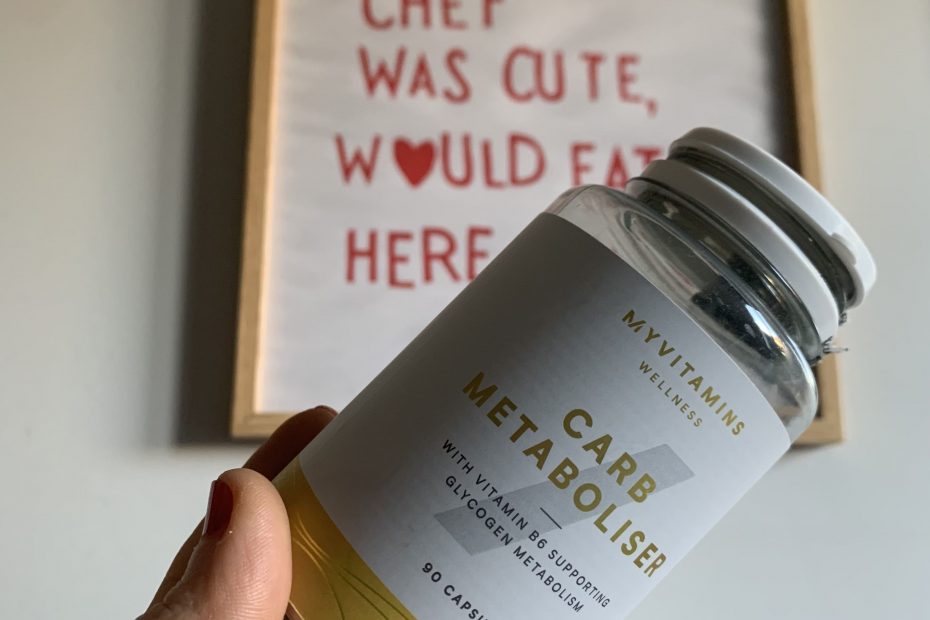 CHEF
WAS CUTE,
W♥ULD EAT
HERE
MYVITAMINS
WELLNESS
CARB
METABOLISER
WITH VITAMIN B6 SUPPORTING
GLYCOGEN METABOLISM
90